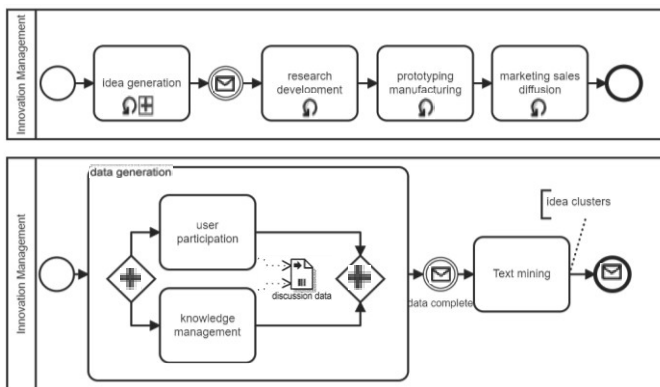 Innovation Management
idea generation
research
development
prototyping
manufacturing
marketing sales
diffusion
Innovation Management
data generation
user
participation
discussion data
knowledge
management
data complete
Text mining
idea clusters